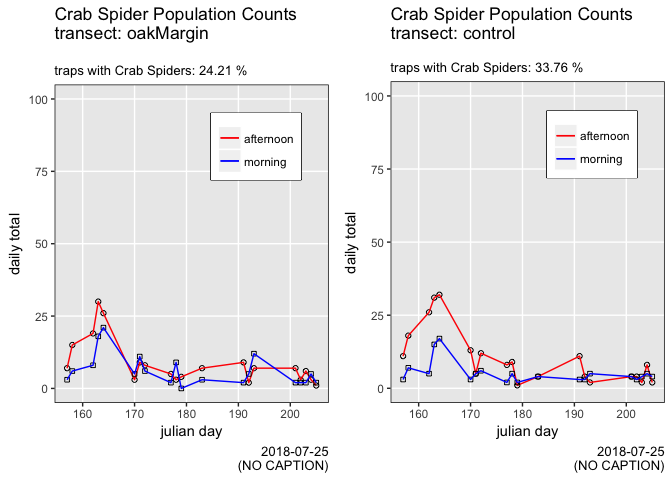 Crab Spider Population Counts
transect: oakMargin
traps with Crab Spiders: 24.21 %
100
75
50
25
0
daily total
afternoon
morning
160
170
180
190
200
julian day
2018-07-25
(NO CAPTION)
Crab Spider Population Counts
transect: control
traps with Crab Spiders: 33.76 %
100
75
50
25
0
daily total
afternoon
morning
160
170
180
190
200
julian day
2018-07-25
(NO CAPTION)